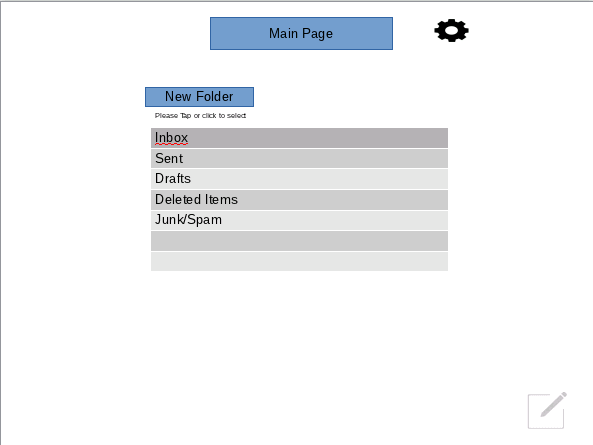 Main Page
New Folder
Please Tap or click to select
Inbox
Sent
Drafts
Deleted Items
Junk/Spam